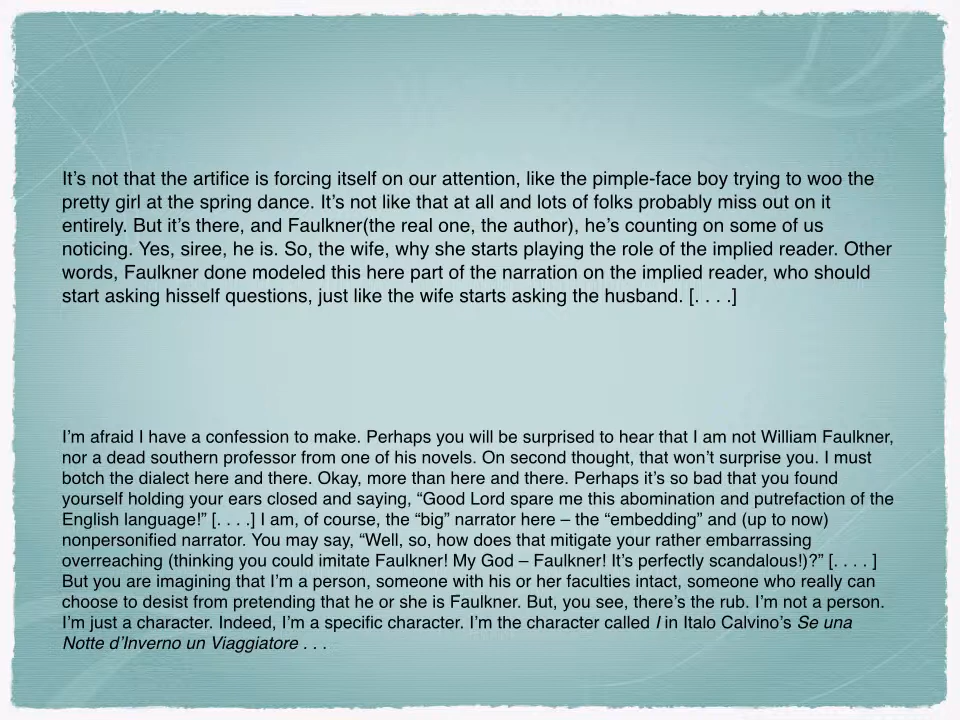 It’s not that the artifice is forcing itself on our attention, like the pimple-face boy trying to woo the
pretty girl at the spring dance. It’s not like that at all and lots of folks probably miss out on it
entirely. But it’s there, and Faulkner(the real one, the author), he’s counting on some of us
noticing. Yes, siree, he is. So, the wife, why she starts playing the role of the implied reader. Other
words, Faulkner done modeled this here part of the narration on the implied reader, who should
start asking hisself questions, just like the wife starts asking the husband. [. . . .]
I’m afraid I have a confession to make. Perhaps you will be surprised to hear that I am not William Faulkner,
nor a dead southern professor from one of his novels. On second thought, that won’t surprise you. I must
botch the dialect here and there. Okay, more than here and there. Perhaps it’s so bad that you found
yourself holding your ears closed and saying, “Good Lord spare me this abomination and putrefaction of the
English language!” [. . . .] I am, of course, the “big” narrator here – the “embedding” and (up to now)
nonpersonified narrator. You may say, “Well, so, how does that mitigate your rather embarrassing
overreaching (thinking you could imitate Faulkner! My God – Faulkner! It’s perfectly scandalous!)?” [. . . . ]
But you are imagining that I’m a person, someone with his or her faculties intact, someone who really can
choose to desist from pretending that he or she is Faulkner. But, you see, there’s the rub. I’m not a person.
I’m just a character. Indeed, I’m a specific character. I’m the character called I in Italo Calvino’s Se una
Notte d’Inverno un Viaggiatore . . .